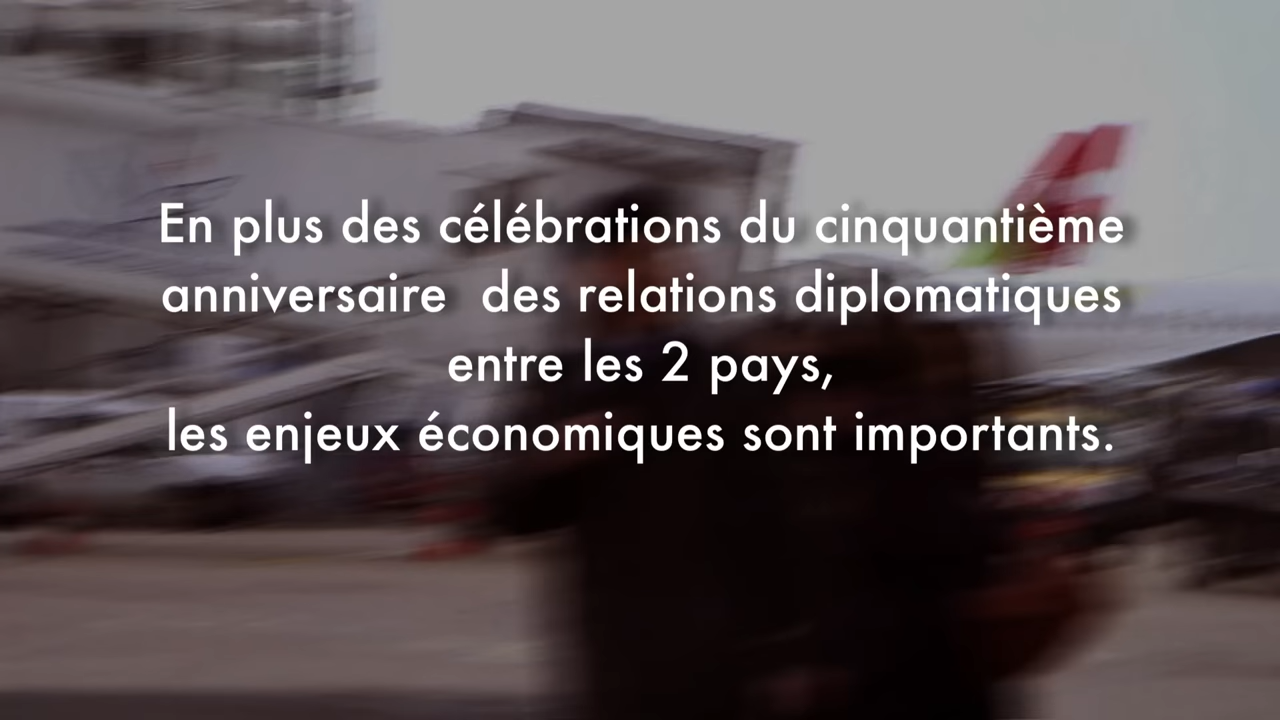 En plus des célébrations du cinquantième
anniversaire  des relations diplomatiques
entre les 2 pays,
les enjeux économiques sont importants.